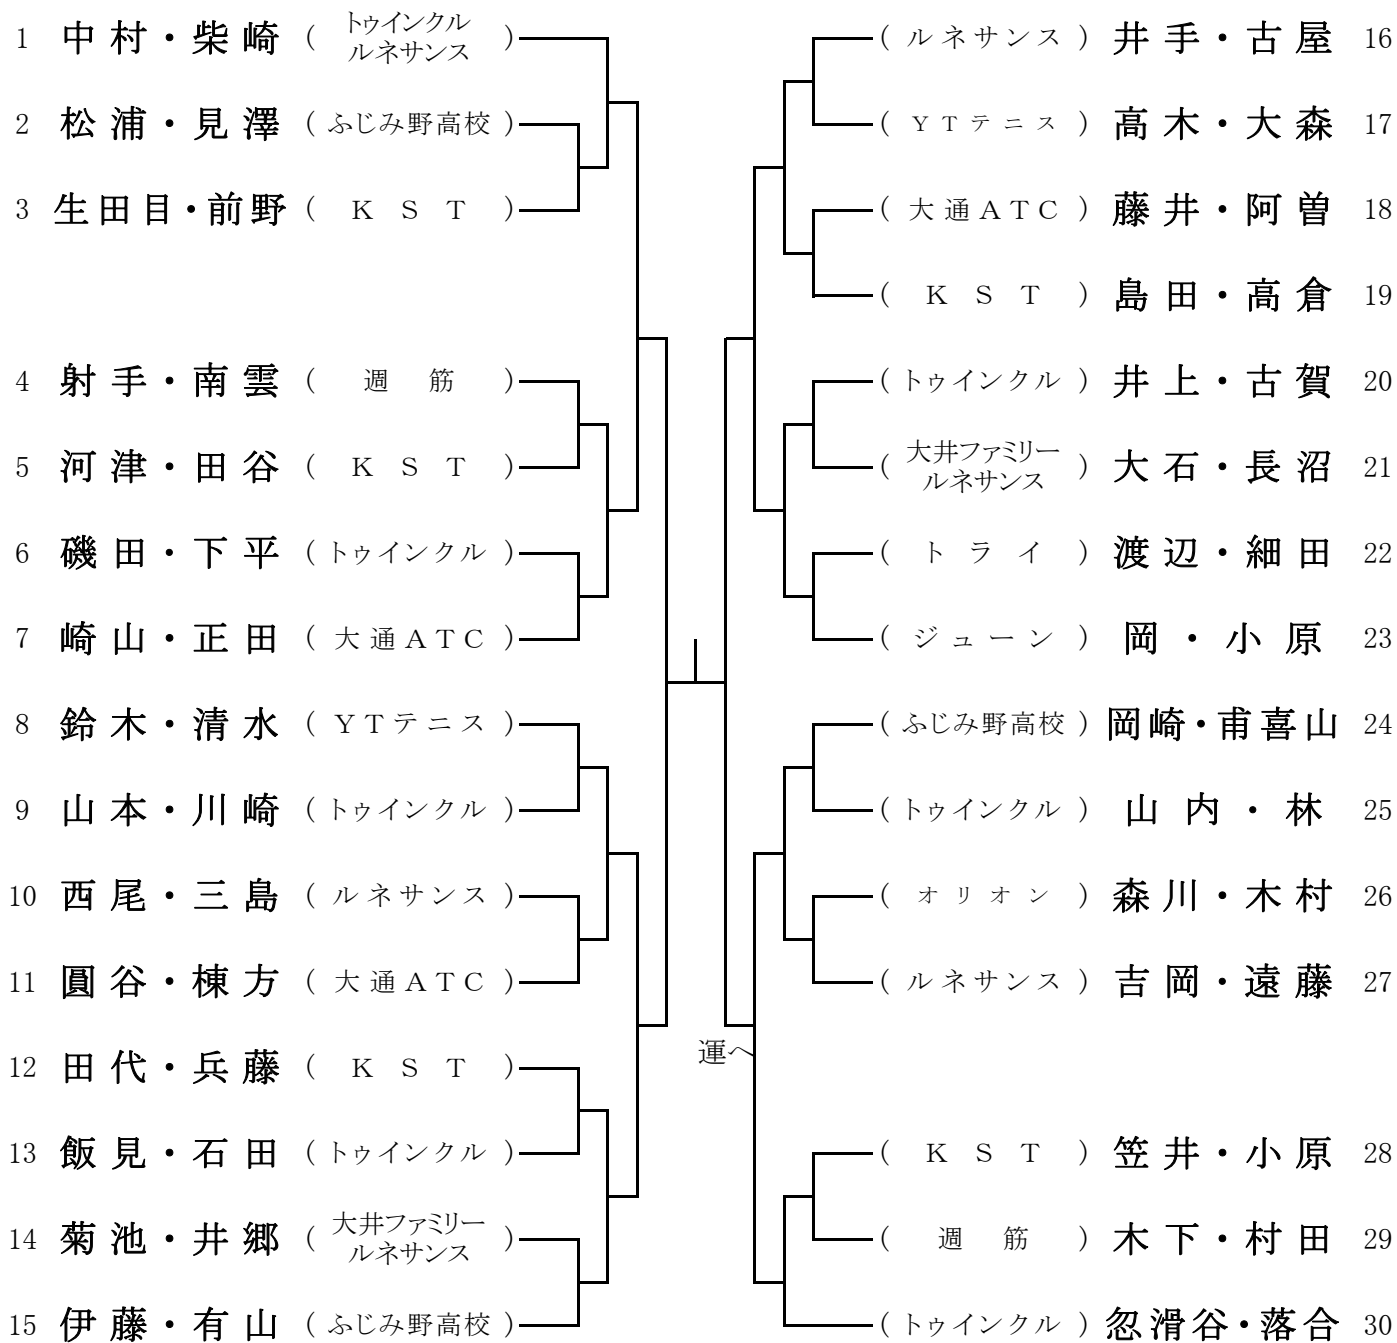 1 中村・柴崎 ( トゥインクル ルネサンス )
2 松浦・見澤 ( ふじみ野高校 )
3 生田目・前野 ( KST )
4 射手・南雲 ( 週筋 )
5 河津・田谷 ( KST )
6 磯田・下平 ( トゥインクル )
7 崎山・正田 ( 大通ATC )
8 鈴木・清水 ( YTテニス )
9 山本・川崎 ( トゥインクル )
10 西尾・三島 ( ルネサンス )
11 圓谷・棟方 ( 大通ATC )
12 田代・兵藤 ( KST )
13 飯見・石田 ( トゥインクル )
14 菊池・井郷 ( 大井ファミリー ルネサンス )
15 伊藤・有山 ( ふじみ野高校 )
運へ
( ルネサンス ) 井手・古屋 16
( YTテニス )高木・大森 17
( 大通ATC ) 藤井・阿曽 18
( KST )島田・高倉 19
( トゥインクル ) 井上・古賀 20
( 大井ファミリー ルネサンス ) 大石・長沼 21
( トライ ) 渡辺・細田 22
( ジューン ) 岡・小原 23
( ふじみ野高校 ) 岡崎・甫喜山 24
( トゥインクル ) 山内・林 25
( オリオン ) 森川・木村 26
( ルネサンス ) 吉岡・遠藤 27
( KST ) 笠井・小原 28
( 週筋 ) 木下・村田 29
( トゥインクル ) 忽滑谷・落合 30